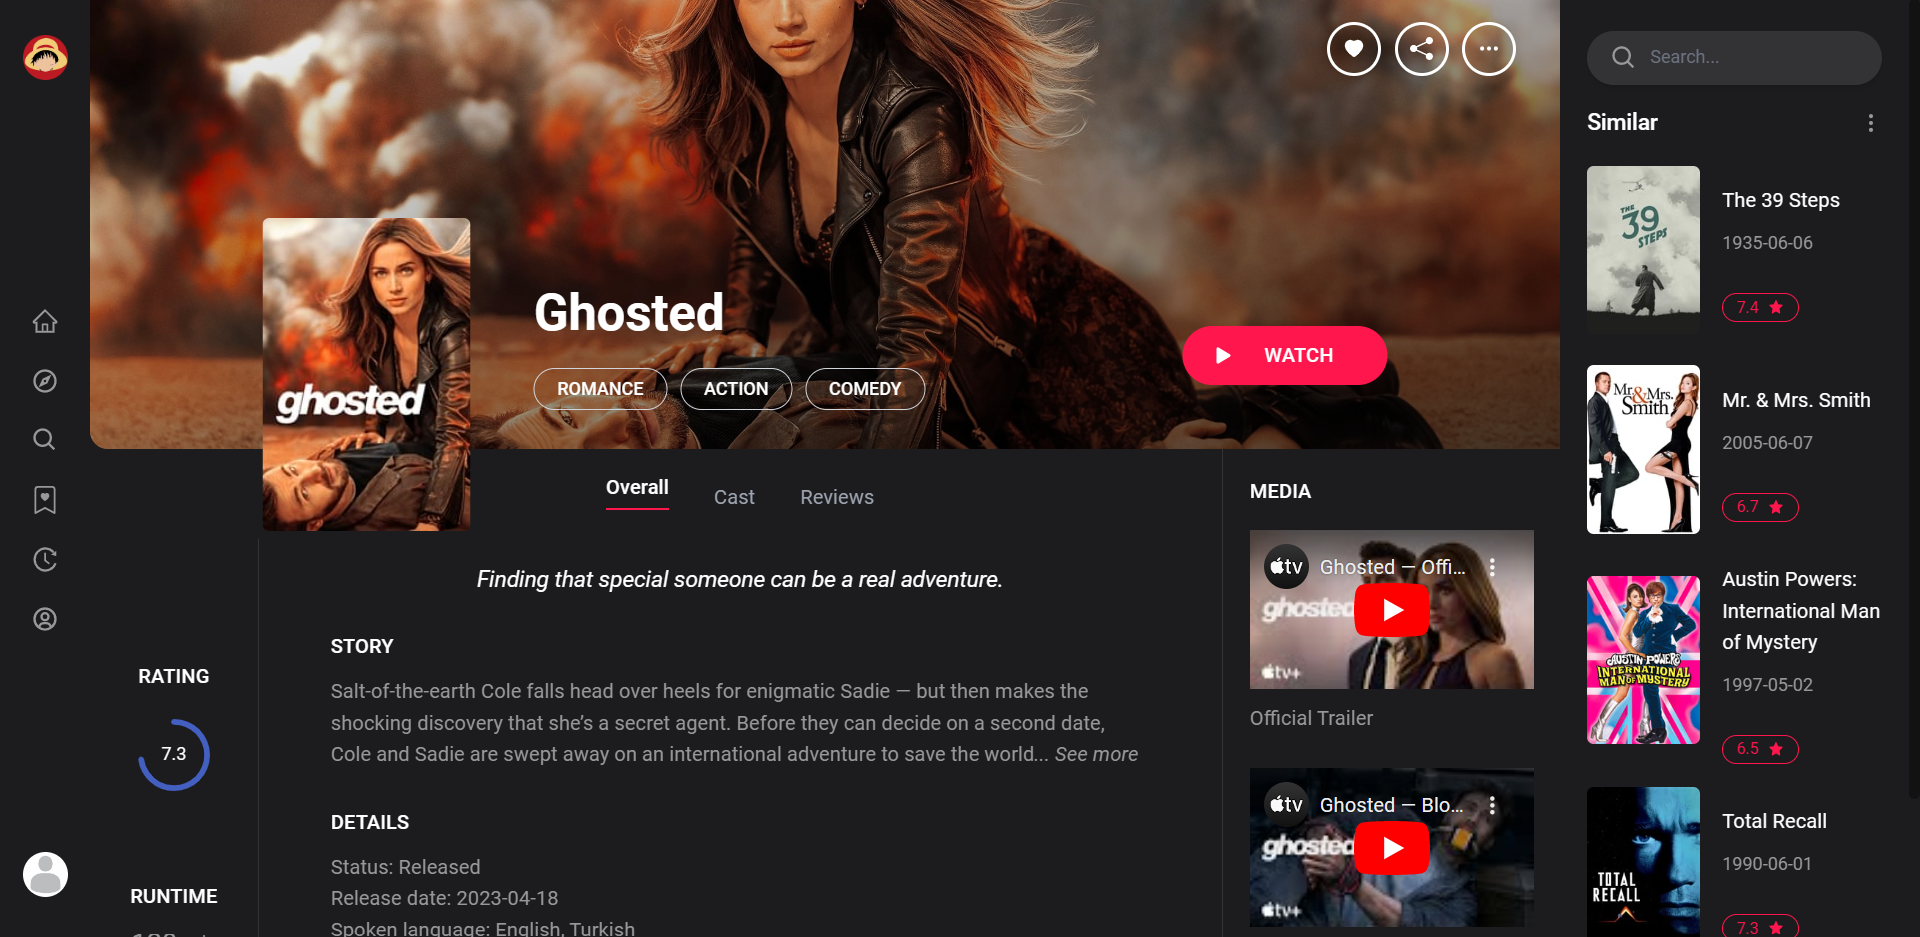 Search...
Similar
The 39 Steps
1935-06-06
7.4
THE
39
STEPS
Mr. & Mrs. Smith
2005-06-07
6.7
Mr.
&Mrs.
Smith
Austin Powers:
International Man
of Mystery
1997-05-02
6.5
AUSTIN POWERS
INTERNATIONAL
MAN OF MYSTERY
Total Recall
1990-06-01
7.3
TOTAL
RECALL
Ghosted
ROMANCE
ACTION
COMEDY
WATCH
ghosted
Overall
Cast
Reviews
Finding that special someone can be a real adventure.
RATING
7.3
RUNTIME
STORY
Salt-of-the-earth Cole falls head over heels for enigmatic Sadie — but then makes the
shocking discovery that she’s a secret agent. Before they can decide on a second date,
Cole and Sadie are swept away on an international adventure to save the world... See more
DETAILS
Status: Released
Release date: 2023-04-18
Spoken language: English, Turkish
MEDIA
tv
Ghosted — Offi...
ghosted
tv+
Official Trailer
tv
Ghosted — Blo...
ghosted
tv+